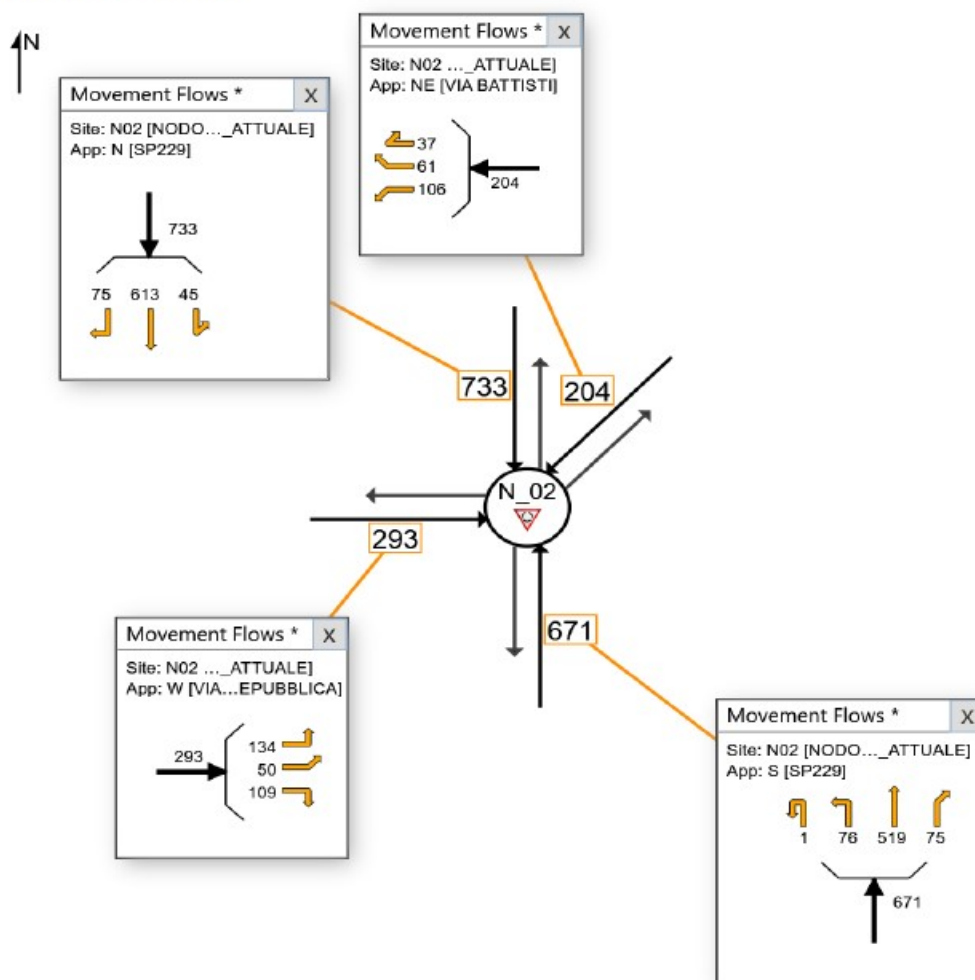 N
Movement Flows * X
Site: N02 ..._ATTUALE]
App: NE [VIA BATTISTI]
37
61
106
204
Movement Flows * X
Site: N02 [NODO..._ATTUALE]
App: N [SP229]
733
75 613 45
733
204
N_02
293
671
Movement Flows * X
Site: N02 ..._ATTUALE]
App: W [VIA...EPUBBLICA]
293
134
50
109
Movement Flows * X
Site: N02 [NODO..._ATTUALE]
App: S [SP229]
1 76 519 75
671